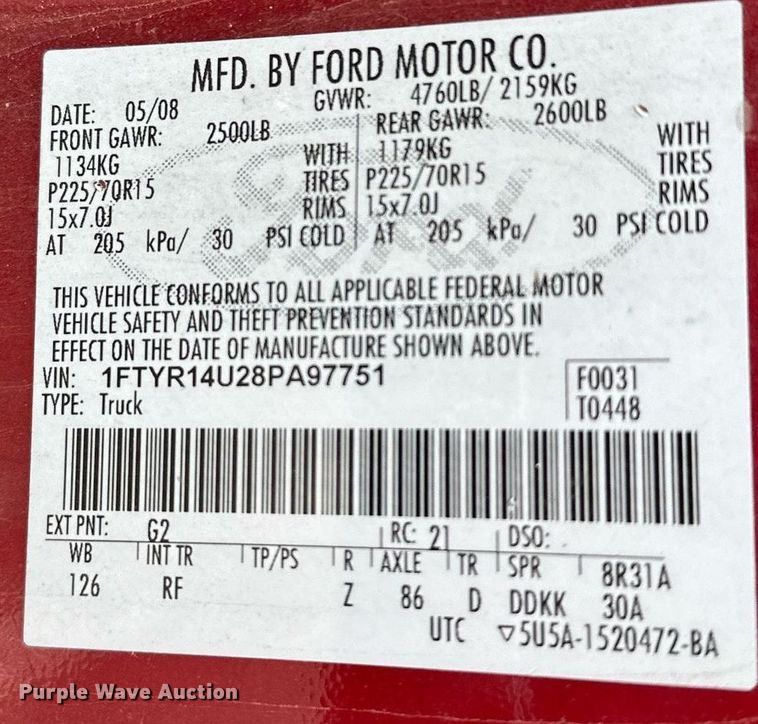 MFD. BY FORD MOTOR CO.
DATE: 05/08 GVWR: 4760LB/ 2159KG
FRONT GAWR: 2500LB REAR GAWR: 2600LB
1134KG WITH 1179KG WITH
P225/70R15 TIRES P225/70R15 TIRES
15x7.0J RIMS 15x7.0J RIMS
AT 205 kPa/ 30 PSI COLD AT 205 kPa/ 30 PSI COLD
THIS VEHICLE CONFORMS TO ALL APPLICABLE FEDERAL MOTOR
VEHICLE SAFETY AND THEFT PREVENTION STANDARDS IN
EFFECT ON THE DATE OF MANUFACTURE SHOWN ABOVE.
VIN: 1FTYR14U28PA97751 F0031
TYPE: Truck T0448
EXT PNT: G2 RC: 21 DSO:
WB INT TR TP/PS R AXLE TR SPR 8R31A
126 RF Z 86 D DDKK 30A
UTC ▽5U5A-1520472-BA
Purple Wave Auction